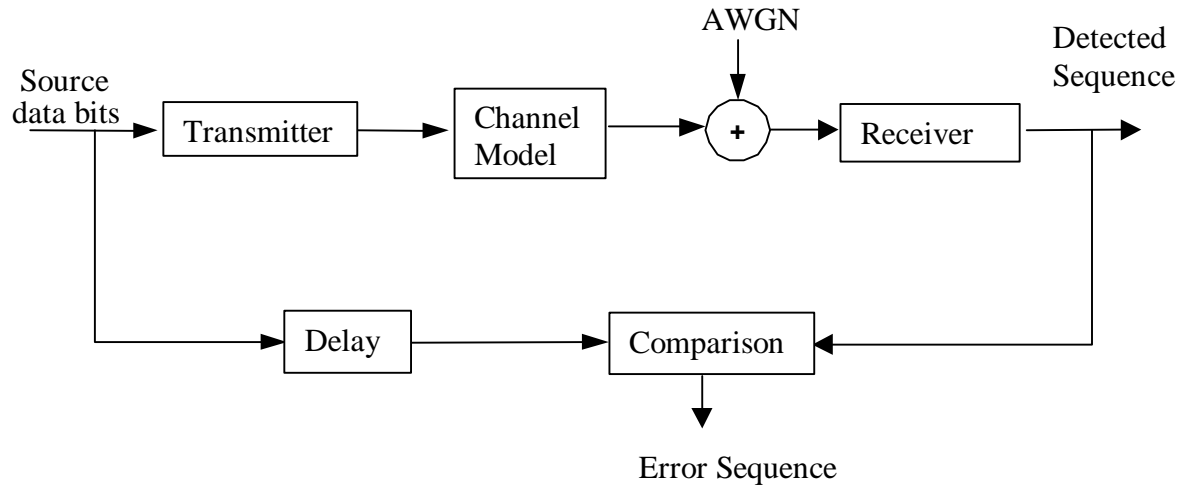 AWGN
Detected
Sequence
Source
data bits
Transmitter
Channel
Model
+
Receiver
Delay
Comparison
Error Sequence